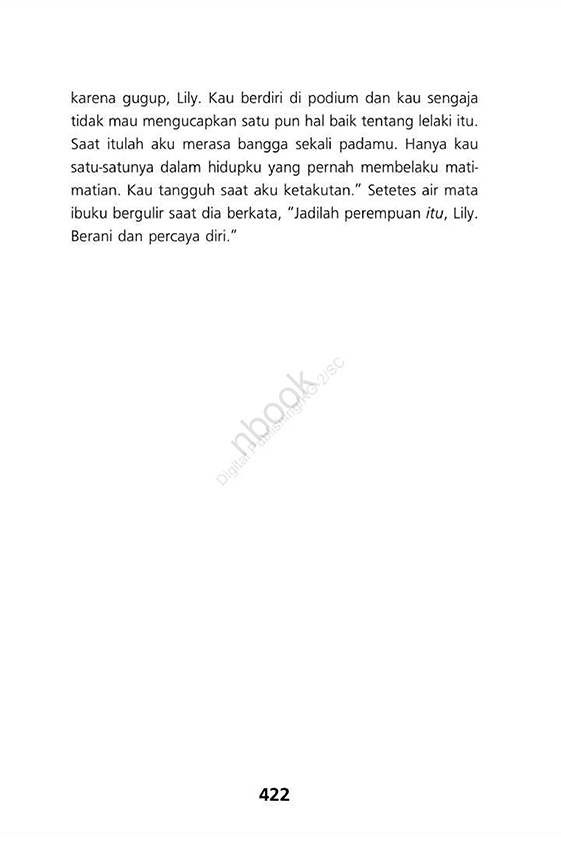 karena gugup, Lily. Kau berdiri di podium dan kau sengaja
tidak mau mengucapkan satu pun hal baik tentang lelaki itu.
Saat itulah aku merasa bangga sekali padamu. Hanya kau
satu-satunya dalam hidupku yang pernah membelaku mati-
matian. Kau tangguh saat aku ketakutan.” Setetes air mata
ibuku bergulir saat dia berkata, “Jadilah perempuan itu, Lily.
Berani dan percaya diri.”
nbook
Digital Publishing/KG-2/SC
422